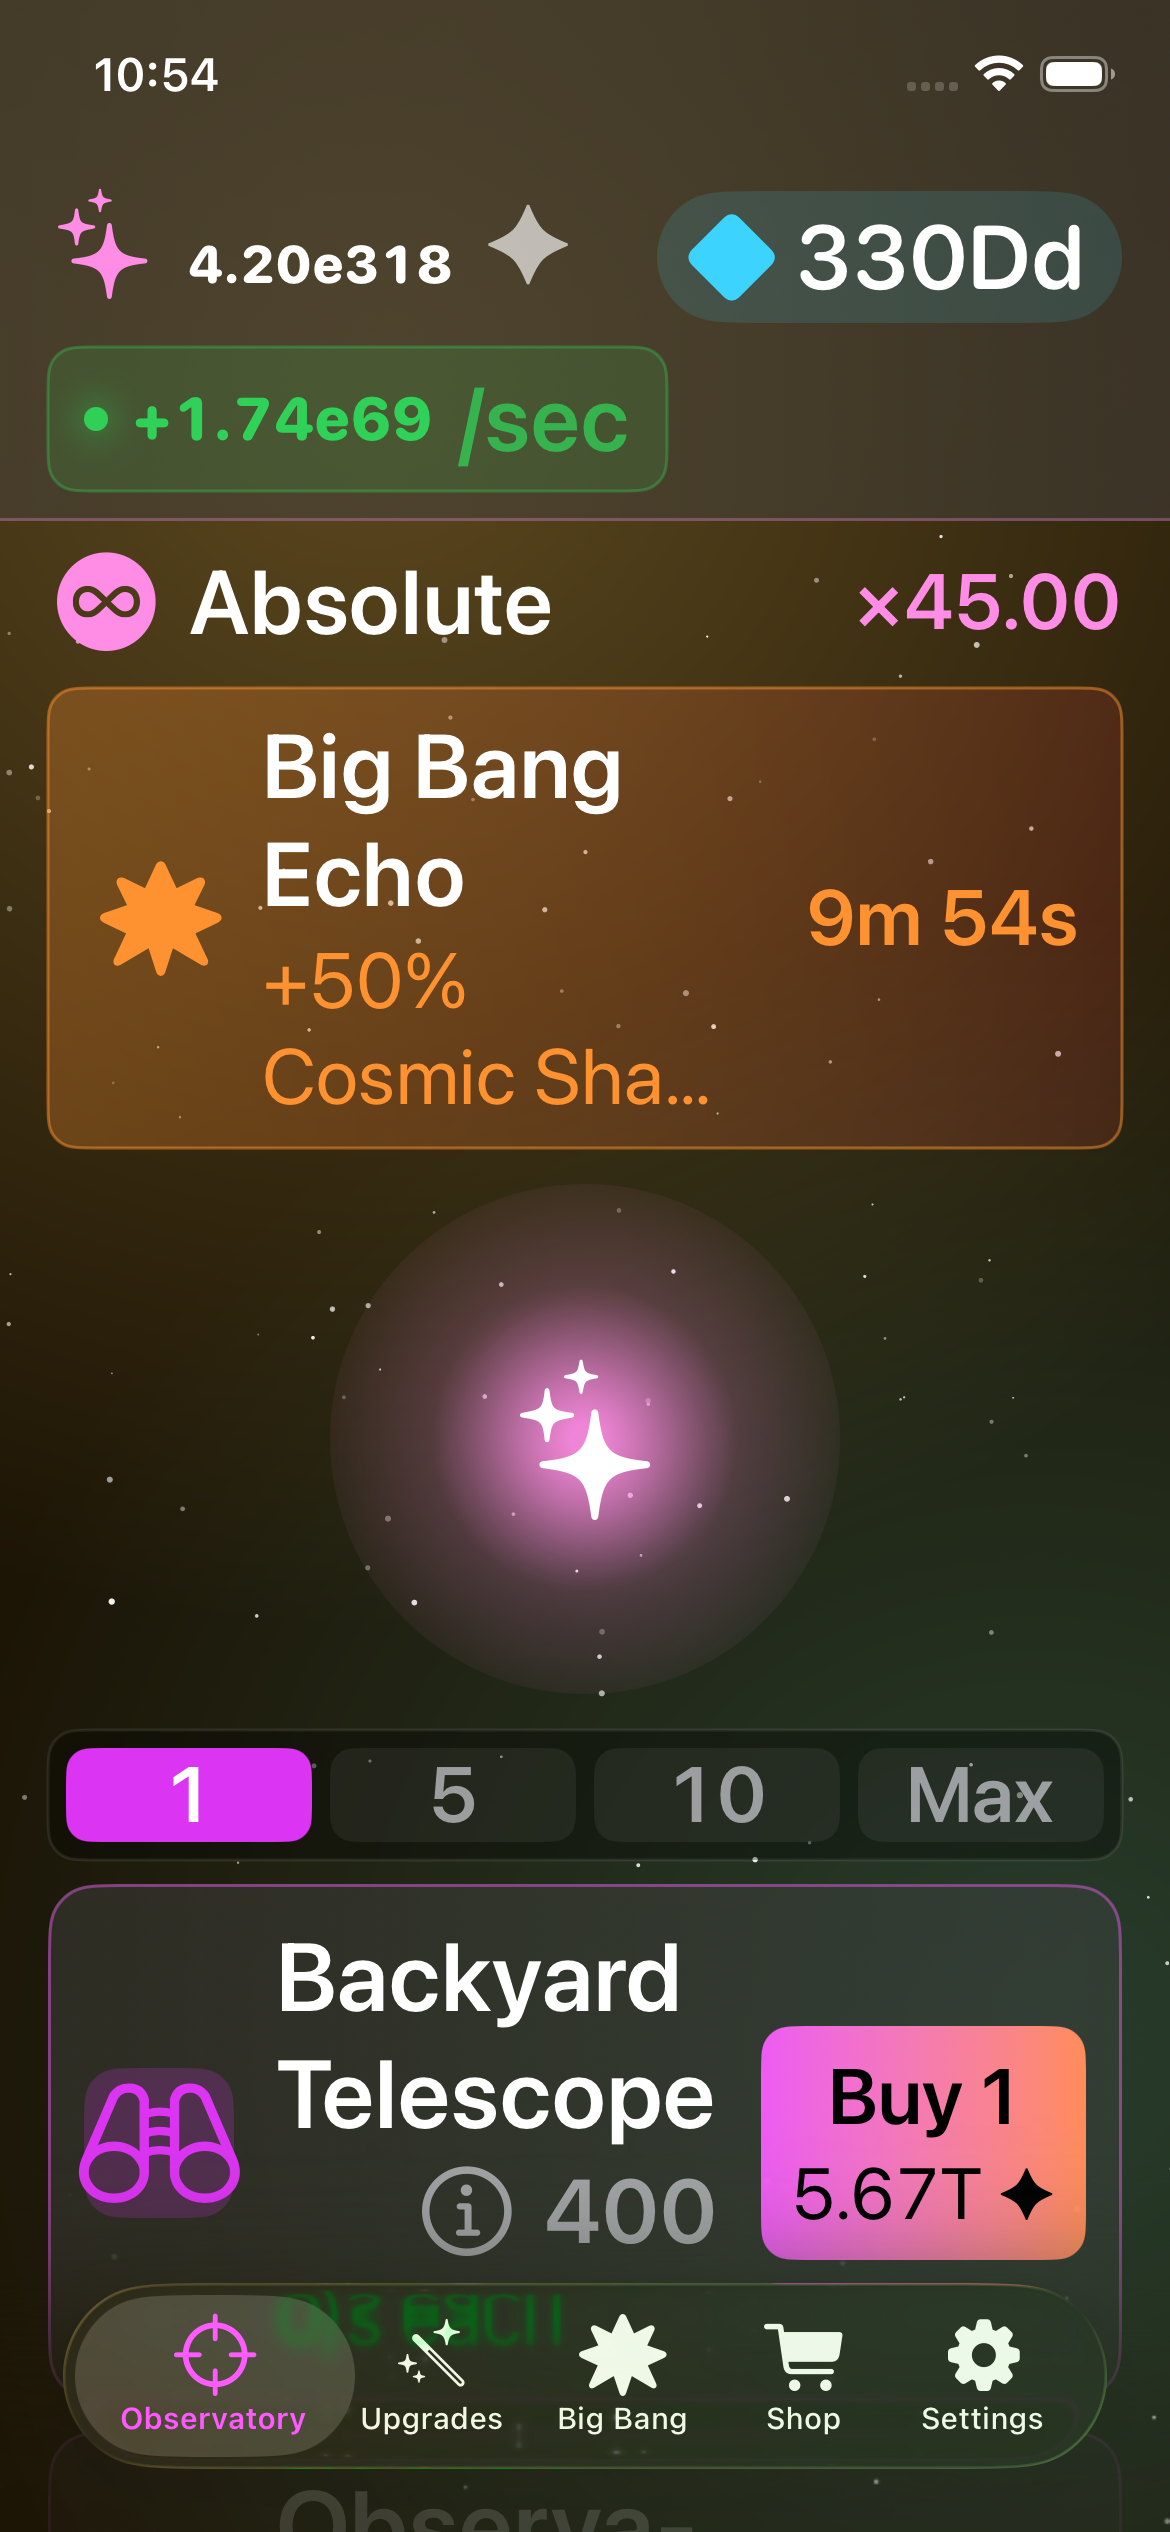 10:54
4.20e318
330Dd
+1.74e69 /sec
Absolute
×45.00
Big Bang
Echo
+50%
Cosmic Sha...
9m 54s
1
5
10
Max
Backyard
Telescope
400
Buy 1
5.67T
Observatory
Upgrades
Big Bang
Shop
Settings
Observa-